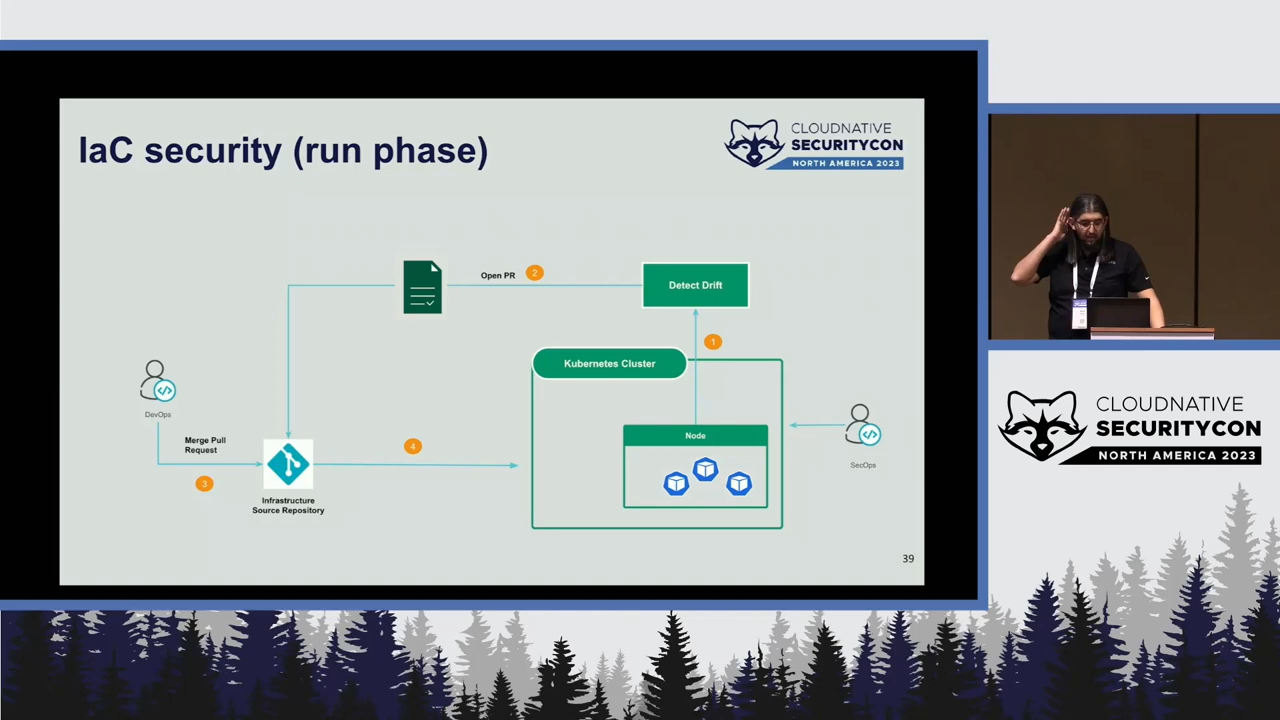 IaC security (run phase)
CLOUDNATIVE
SECURITYCON
NORTH AMERICA 2023
Open PR
2
Detect Drift
1
Kubernetes Cluster
DevOps
Merge Pull
Request
3
4
Node
SecOps
Infrastructure
Source Repository
39
CLOUDNATIVE
SECURITYCON
NORTH AMERICA 2023